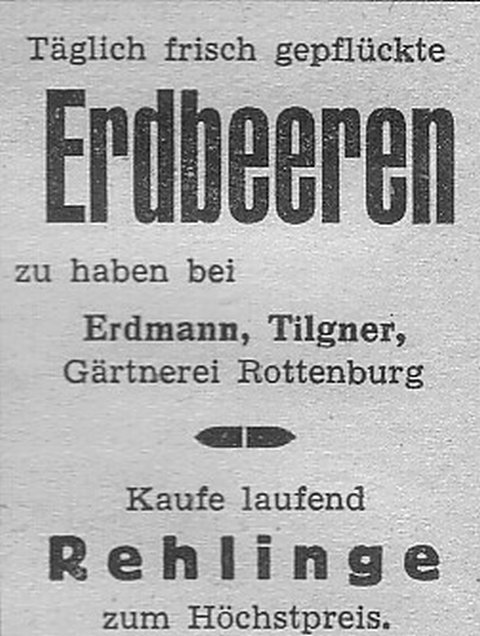 Täglich frisch gepflückte
Erdbeeren
zu haben bei
Erdmann, Tilgner,
Gärtnerei Rottenburg
Kaufe laufend
Rehlinge
zum Höchstpreis.